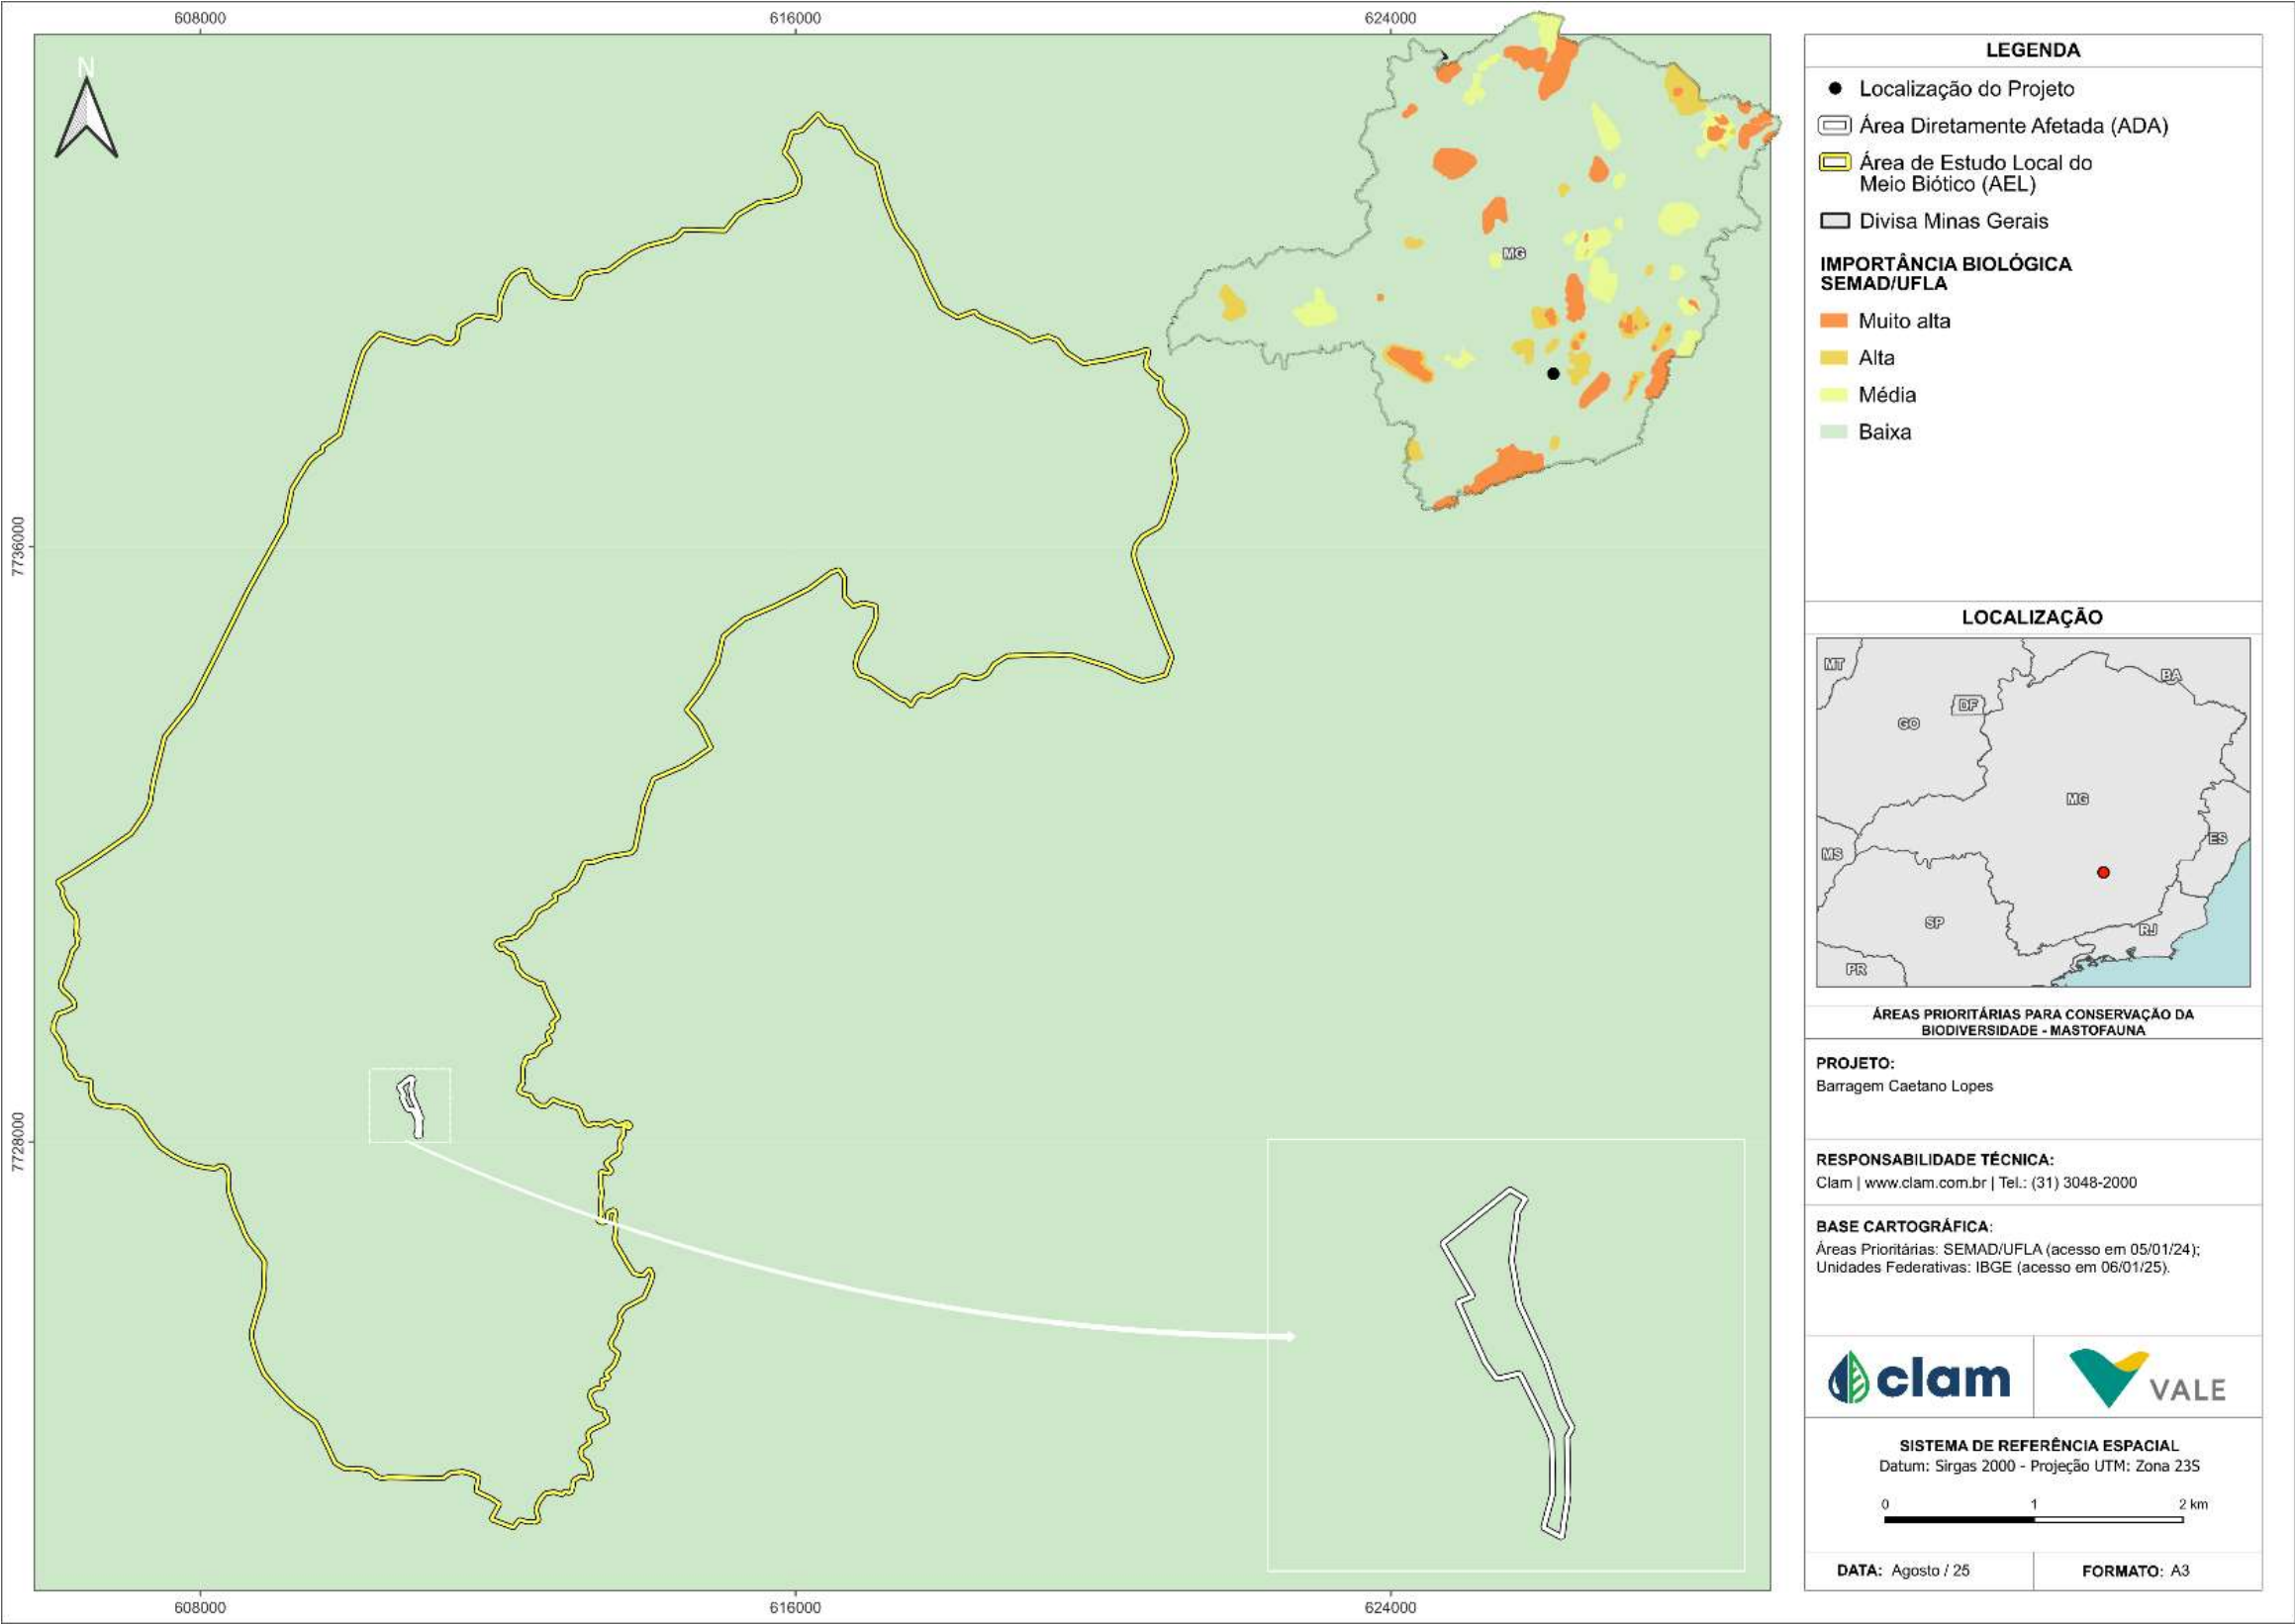 608000
616000
624000
N
7736000
7728000
MG
608000
616000
624000
LEGENDA
Localização do Projeto
Área Diretamente Afetada (ADA)
Área de Estudo Local do
Meio Biótico (AEL)
Divisa Minas Gerais
IMPORTÂNCIA BIOLÓGICA
SEMAD/UFLA
Muito alta
Alta
Média
Baixa
LOCALIZAÇÃO
MT
BA
DF
GO
MG
ES
MS
SP
RJ
PR
ÁREAS PRIORITÁRIAS PARA CONSERVAÇÃO DA
BIODIVERSIDADE - MASTOFAUNA
PROJETO:
Barragem Caetano Lopes
RESPONSABILIDADE TÉCNICA:
Clam | www.clam.com.br | Tel.: (31) 3048-2000
BASE CARTOGRÁFICA:
Áreas Prioritárias: SEMAD/UFLA (acesso em 05/01/24);
Unidades Federativas: IBGE (acesso em 06/01/25).
clam
VALE
SISTEMA DE REFERÊNCIA ESPACIAL
Datum: Sirgas 2000 - Projeção UTM: Zona 23S
0 1 2 km
DATA: Agosto / 25
FORMATO: A3